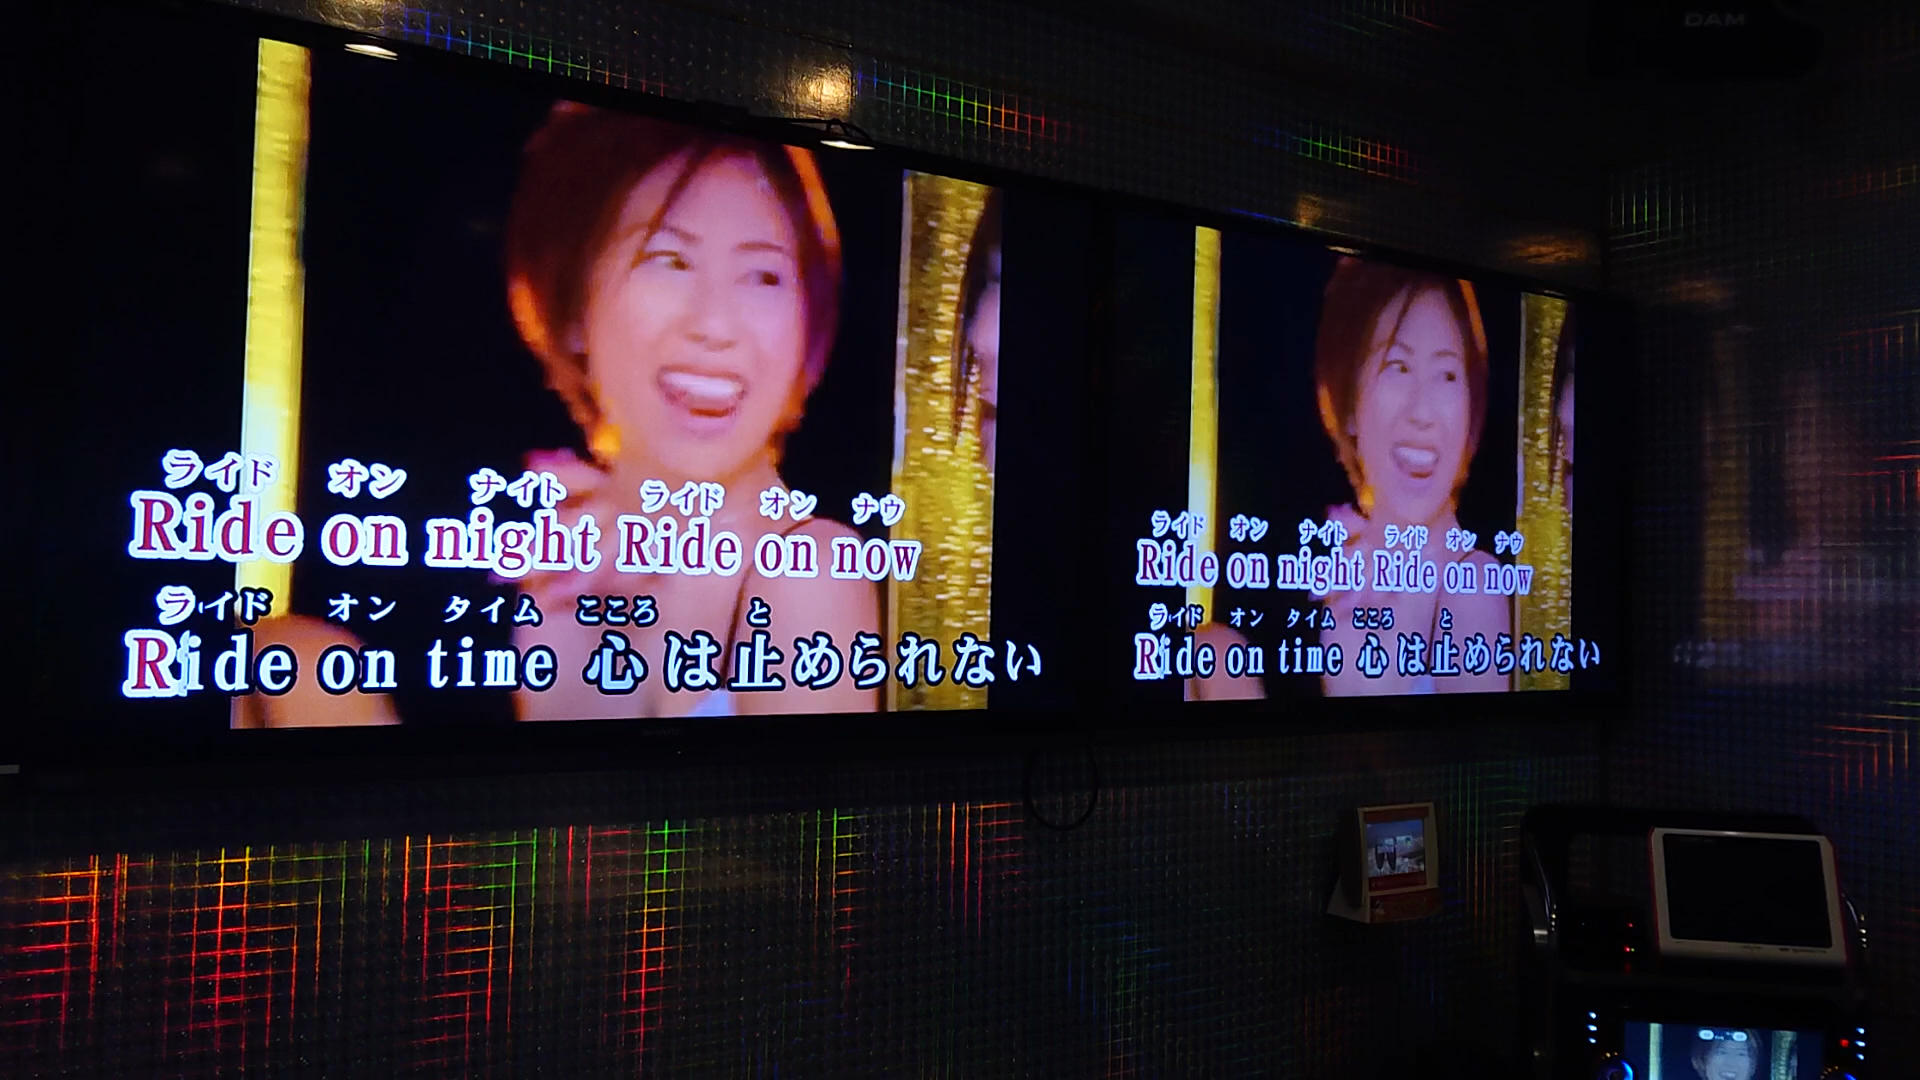 DAM
ライド オン ナイト ライド オン ナウ
Ride on night Ride on now
ライド オン タイム こころ と
Ride on time 心は止められない
ライド オン ナイト ライド オン ナウ
Ride on night Ride on now
ライド オン タイム こころ と
Ride on time 心は止められない